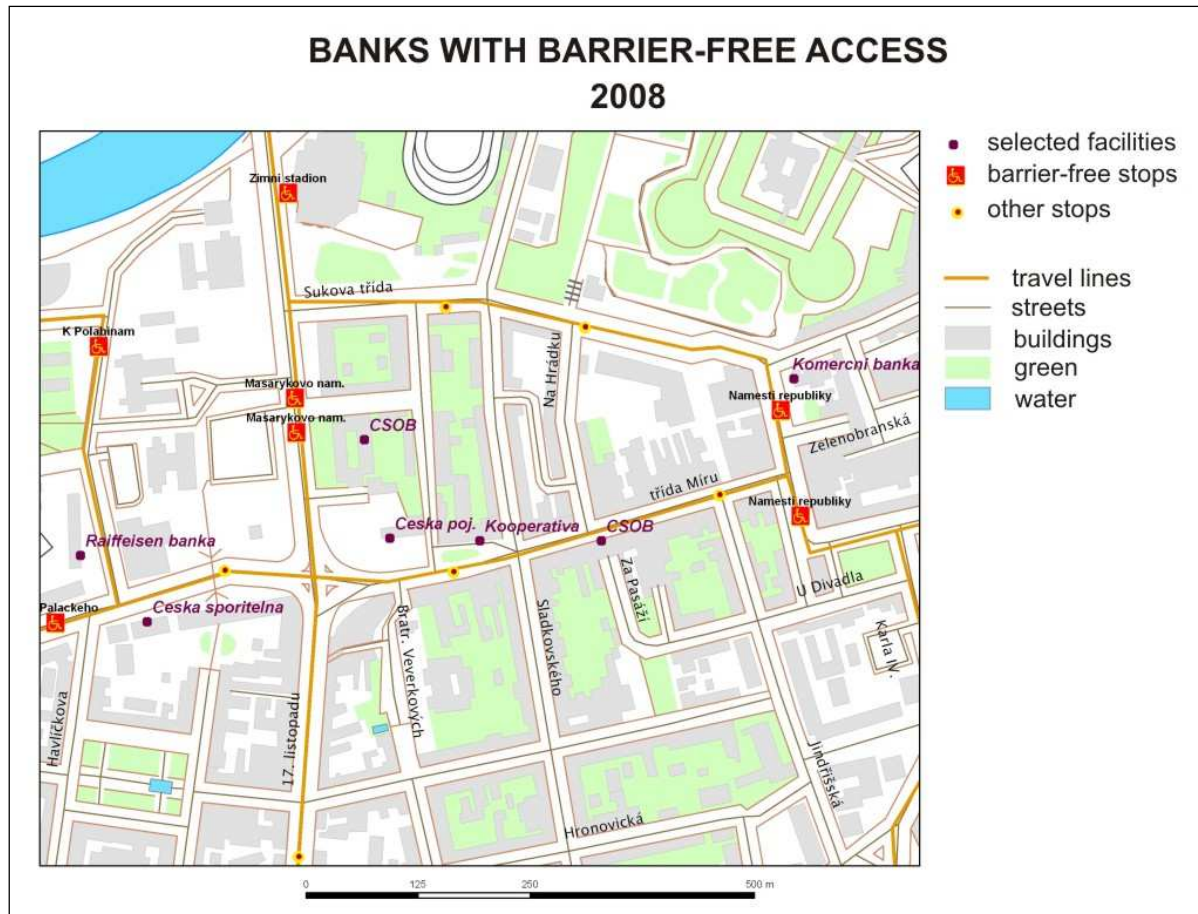 BANKS WITH BARRIER-FREE ACCESS
2008
selected facilities
barrier-free stops
other stops
travel lines
streets
buildings
green
water
Zimni stadion
Sukova třída
K Polabinam
Na Hrádku
Komercni banka
Masarykovo nam.
Namesti republiky
Masarykovo nam.
CSOB
Zelenobranská
třída Míru
Namesti republiky
Ceska poj.
Kooperativa
CSOB
Raiffeisen banka
Za Pasáží
U Divadla
Palackeho
Ceska sporitelna
Bratr. Veverkových
Sladkovského
Karla IV.
Havlíčkova
17. listopadu
Jindřišská
Hronovická
0 125 250 500 m